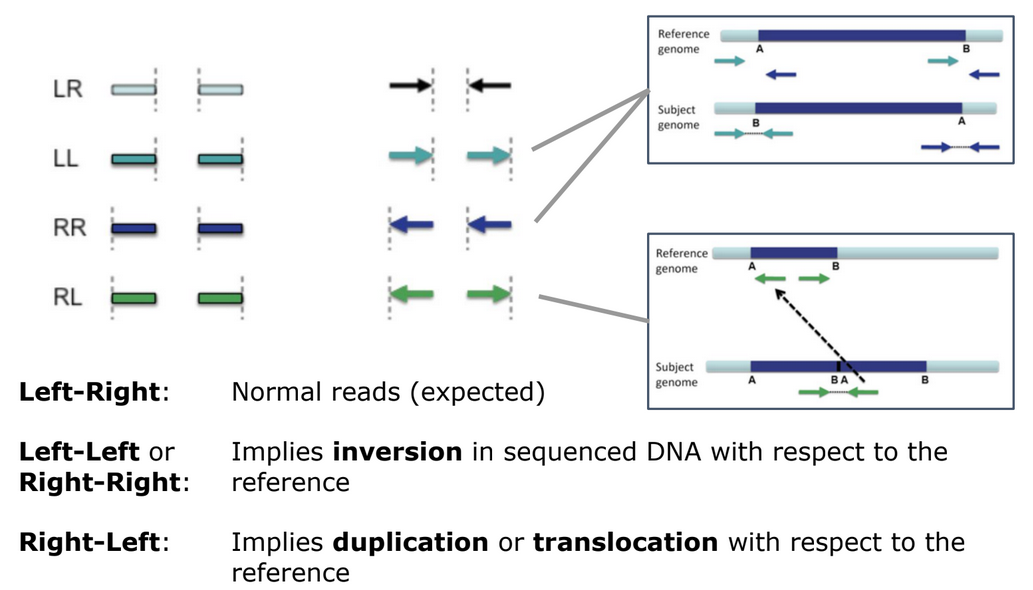 LR
LL
RR
RL
Reference
genome
A
B
Subject
genome
B
A
Reference
genome
A
B
Subject
genome
A
B A
B
Left-Right: Normal reads (expected)
Left-Left or Implies inversion in sequenced DNA with respect to the
Right-Right: reference
Right-Left: Implies duplication or translocation with respect to the
reference